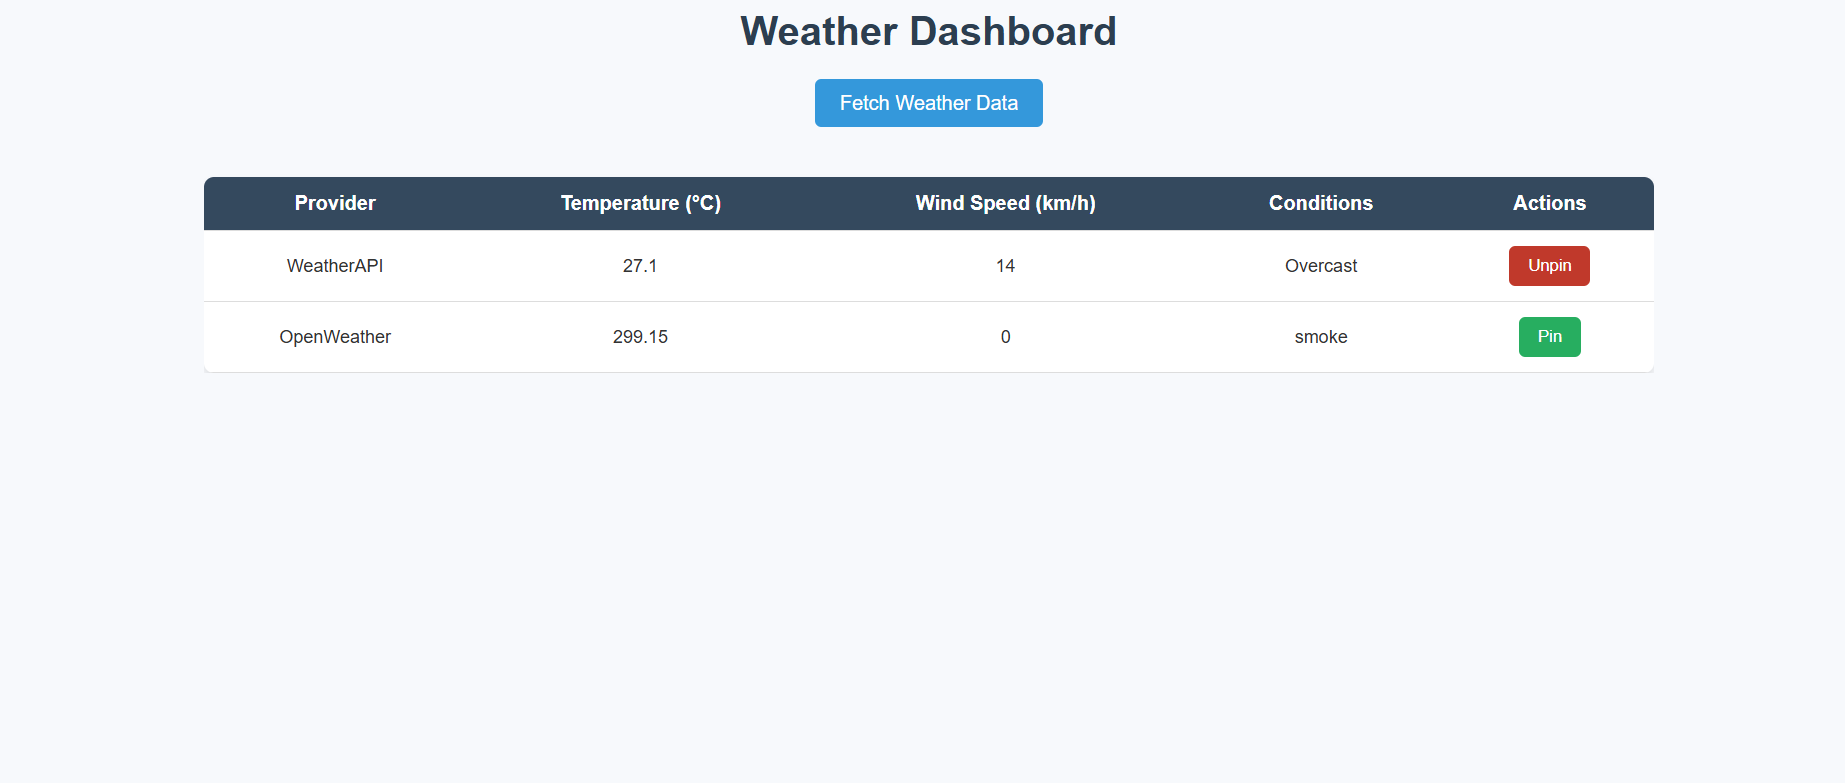 Weather Dashboard
Fetch Weather Data
Provider Temperature (°C) Wind Speed (km/h) Conditions Actions
WeatherAPI 27.1 14 Overcast Unpin
OpenWeather 299.15 0 smoke Pin